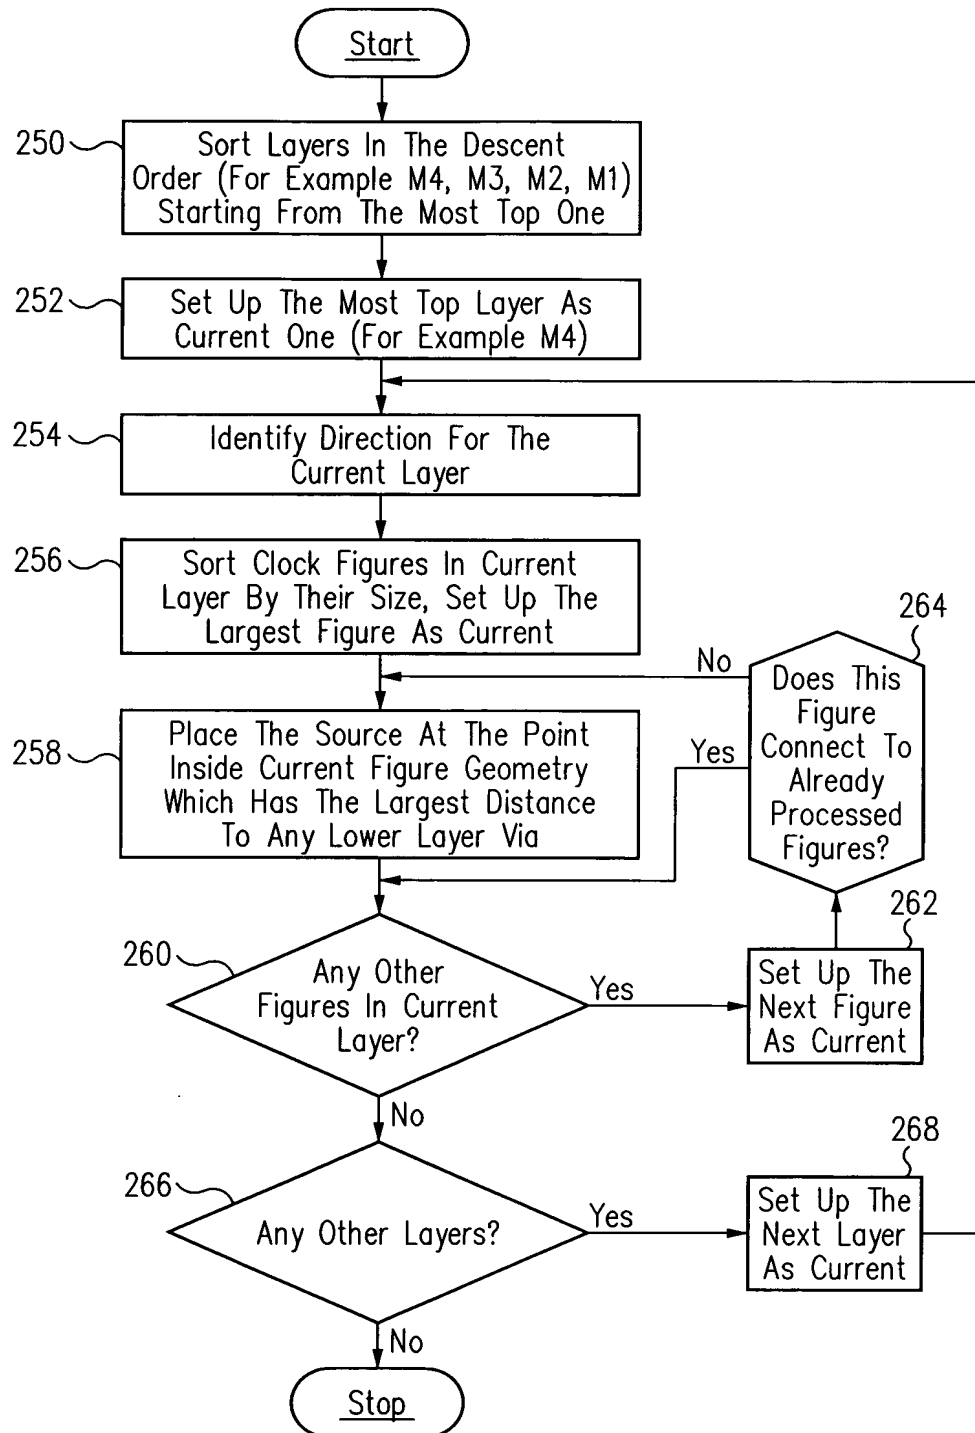 Start
250
Sort Layers In The Descent
Order (For Example M4, M3, M2, M1)
Starting From The Most Top One
252
Set Up The Most Top Layer As
Current One (For Example M4)
254
Identify Direction For The
Current Layer
256
Sort Clock Figures In Current
Layer By Their Size, Set Up The
Largest Figure As Current
264
No
Does This
Figure
Connect To
Already
Processed
Figures?
Yes
258
Place The Source At The Point
Inside Current Figure Geometry
Which Has The Largest Distance
To Any Lower Layer Via
262
260
Any Other
Figures In Current
Layer?
Yes
Set Up The
Next Figure
As Current
No
268
266
Any Other Layers?
Yes
Set Up The
Next Layer
As Current
No
Stop